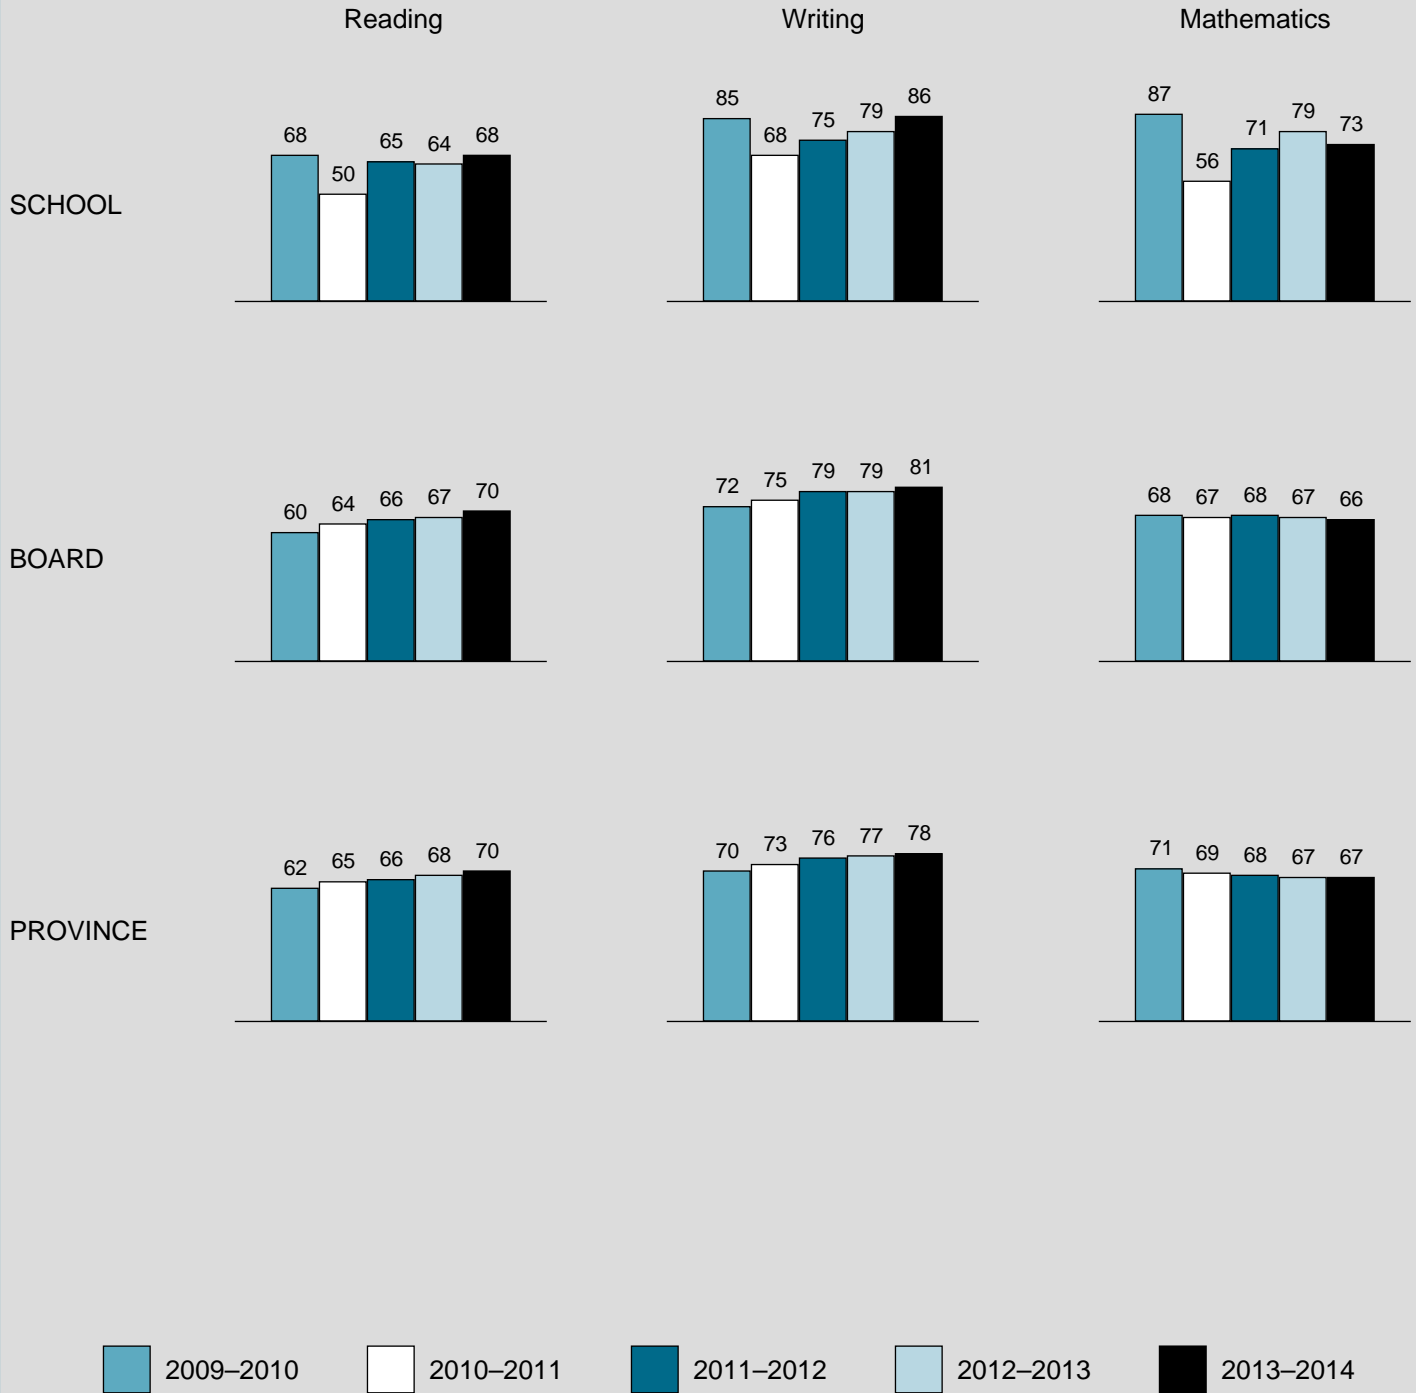 Reading Writing Mathematics
SCHOOL
68 50 65 64 68
85 68 75 79 86
87 56 71 79 73
BOARD
60 64 66 67 70
72 75 79 79 81
68 67 68 67 66
PROVINCE
62 65 66 68 70
70 73 76 77 78
71 69 68 67 67
2009–2010 2010–2011 2011–2012 2012–2013 2013–2014